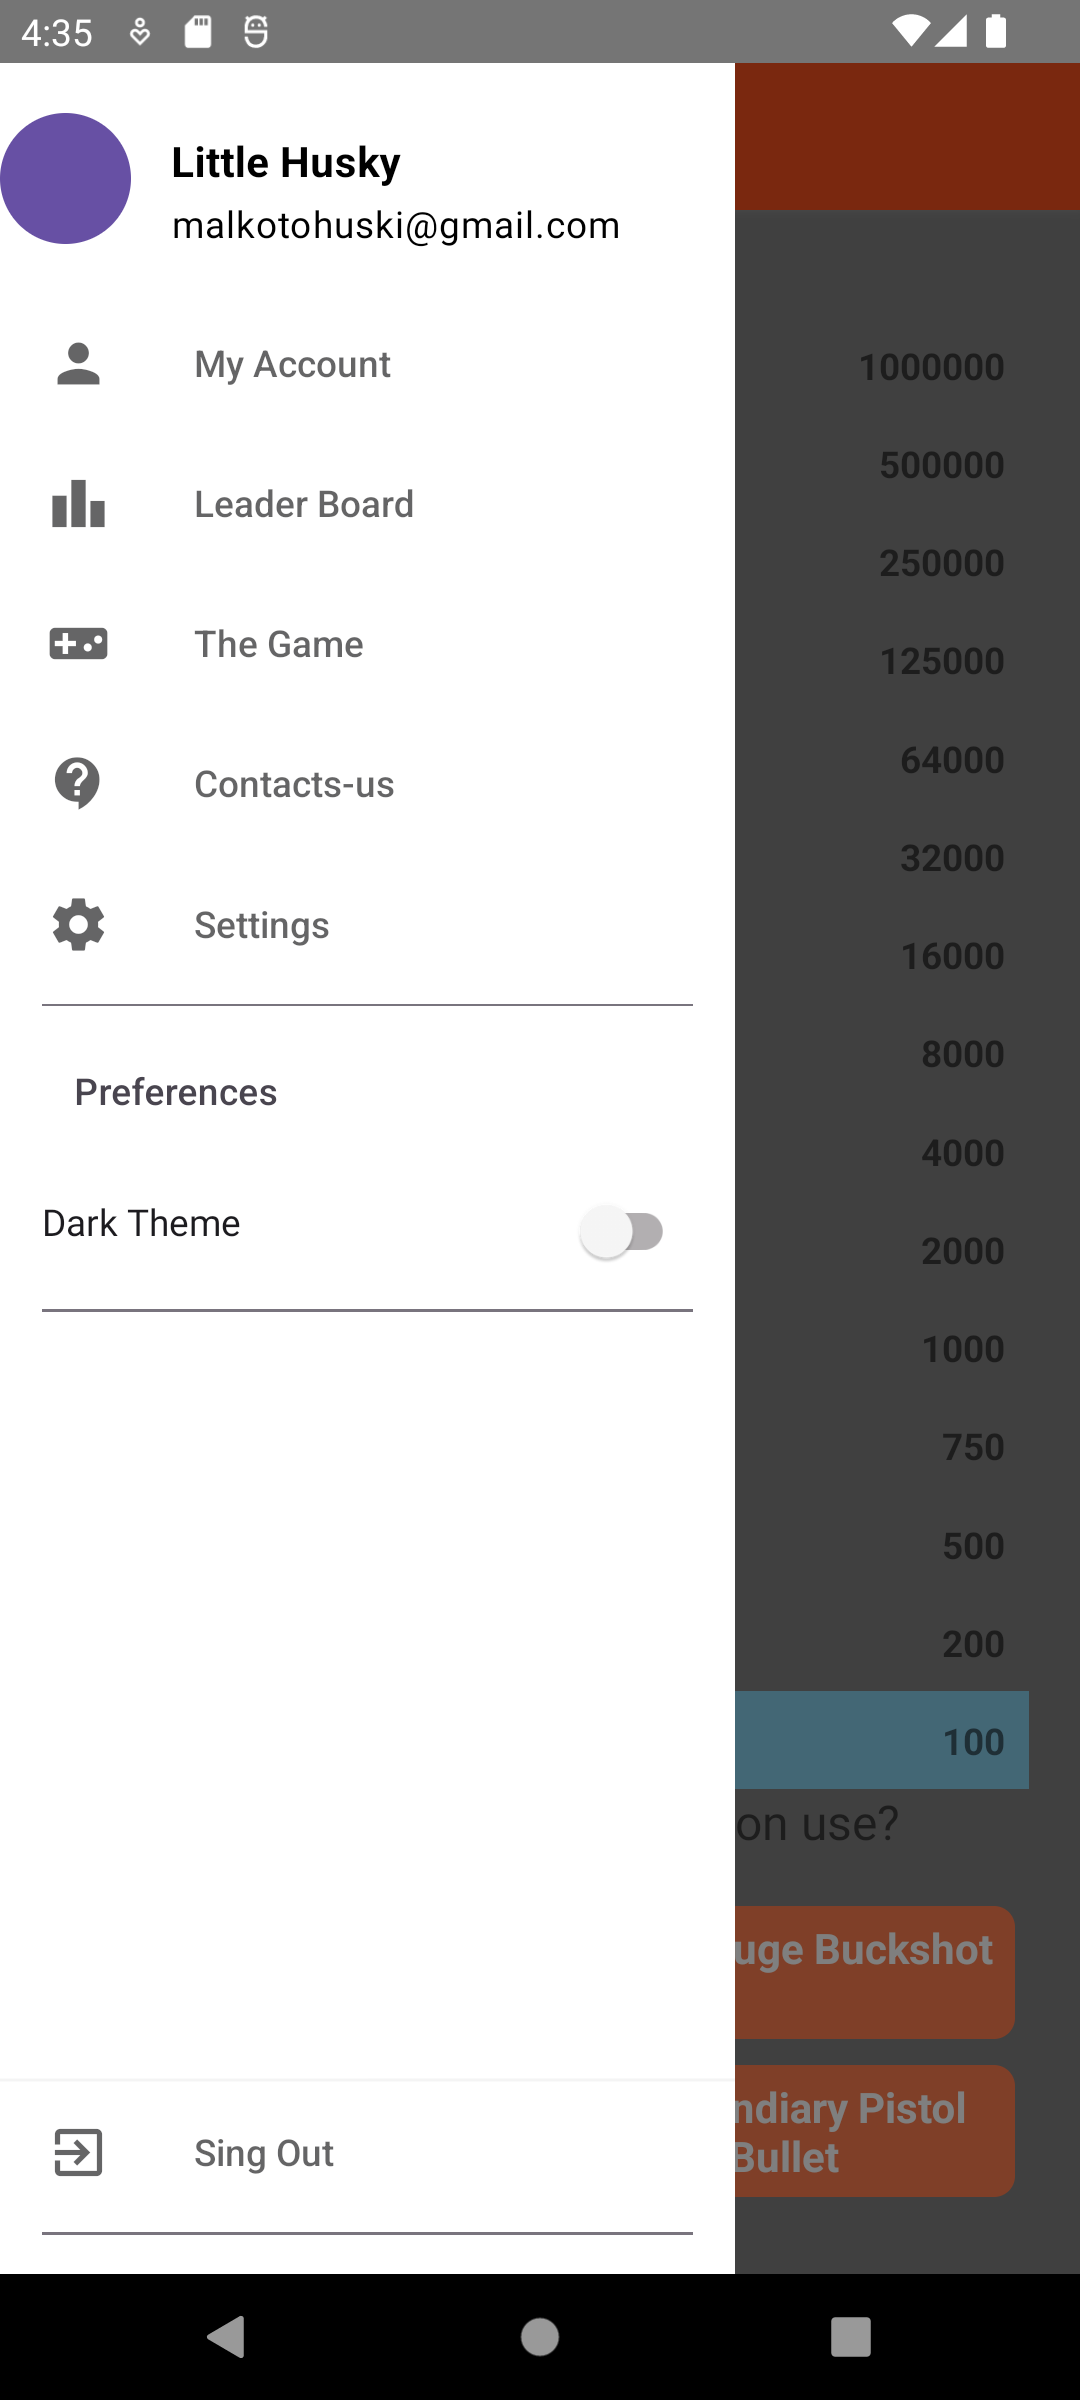 4:35
Little Husky
malkotohuski@gmail.com
My Account
Leader Board
The Game
Contacts-us
Settings
Preferences
Dark Theme
Sing Out
1000000
500000
250000
125000
64000
32000
16000
8000
4000
2000
1000
750
500
200
100
on use?
uge Buckshot
ndiary Pistol
Bullet